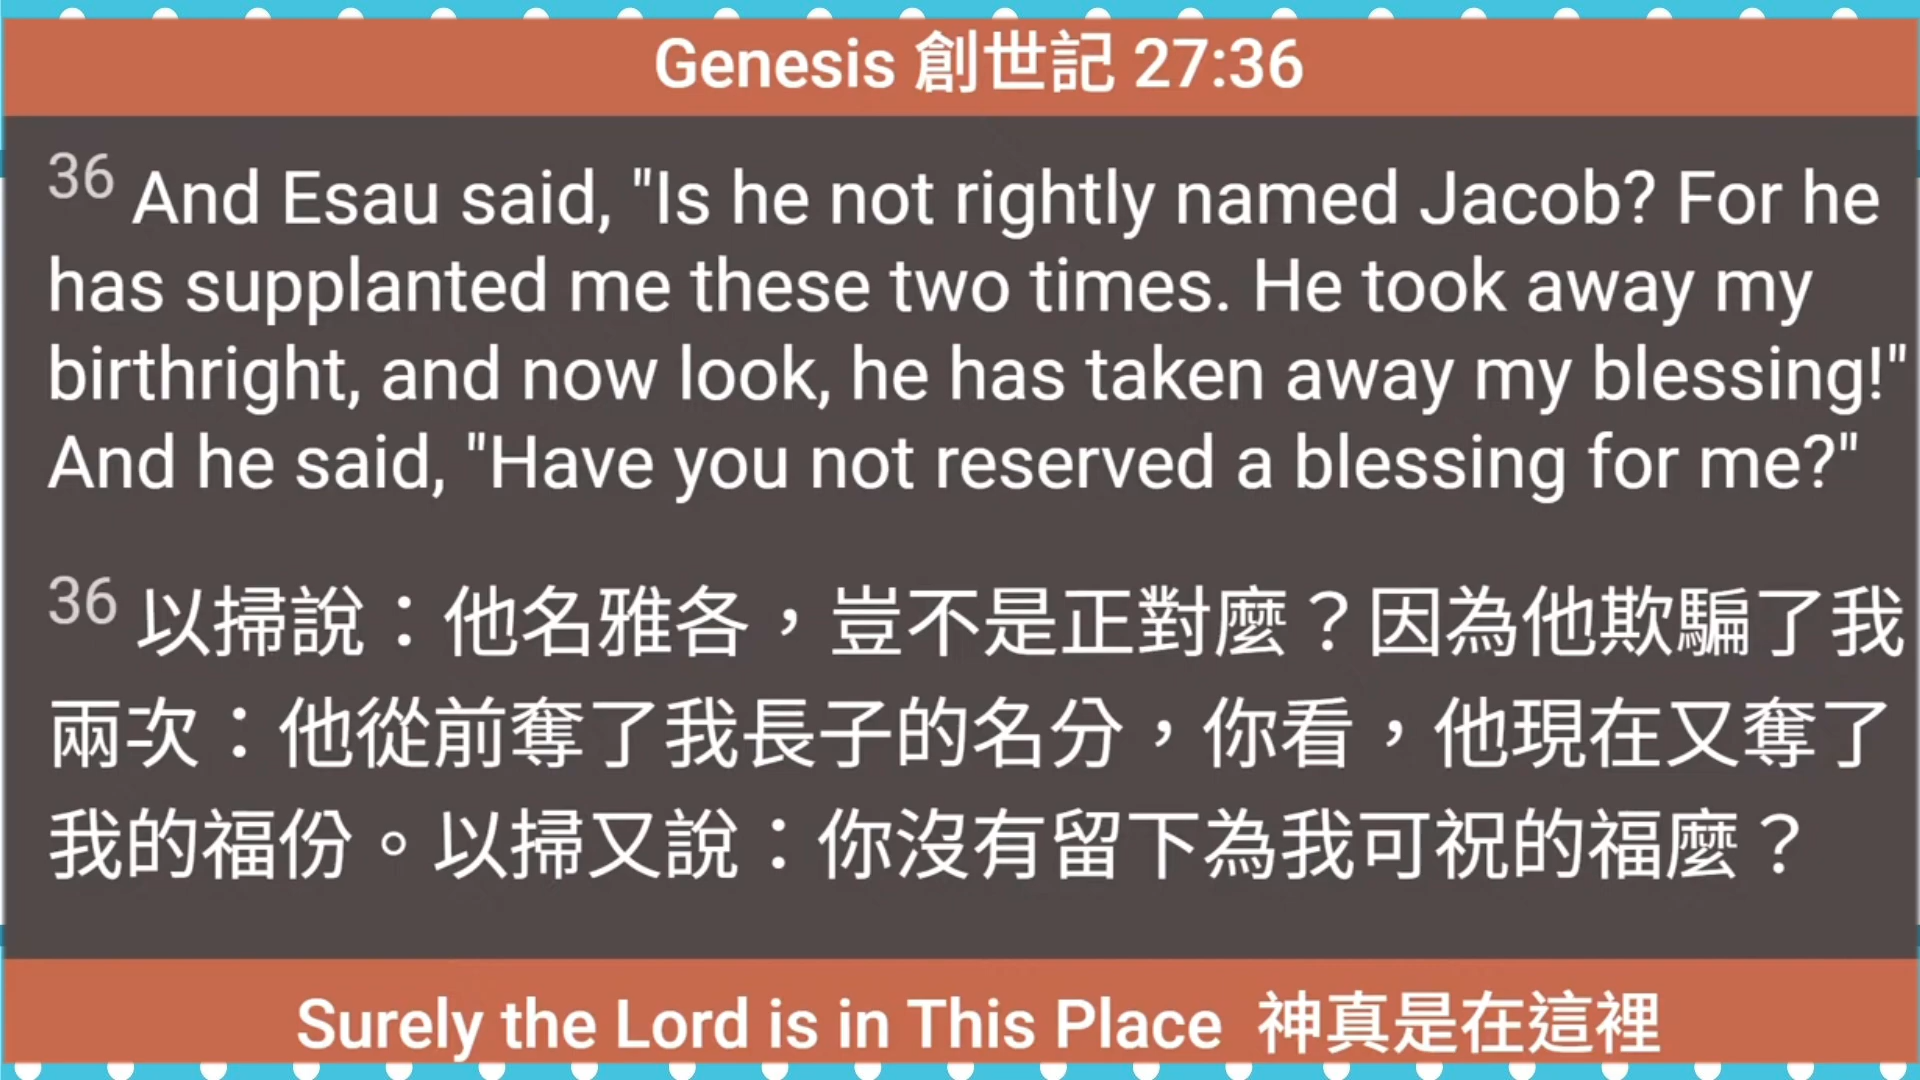 Genesis 創世記 27:36
36 And Esau said, "Is he not rightly named Jacob? For he
has supplanted me these two times. He took away my
birthright, and now look, he has taken away my blessing!"
And he said, "Have you not reserved a blessing for me?"
36 以掃說：他名雅各，豈不是正對麼？因為他欺騙了我
兩次：他從前奪了我長子的名分，你看，他現在又奪了
我的福份。以掃又說：你沒有留下為我可祝的福麼？
Surely the Lord is in This Place 神真是在這裡